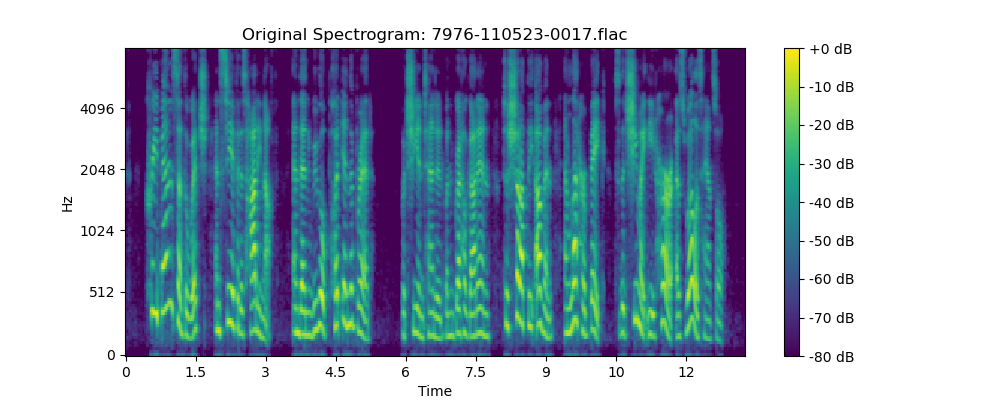 Original Spectrogram: 7976-110523-0017.flac
4096
2048
1024
512
0
Hz
0 1.5 3 4.5 6 7.5 9 10 12
Time
+0 dB
-10 dB
-20 dB
-30 dB
-40 dB
-50 dB
-60 dB
-70 dB
-80 dB